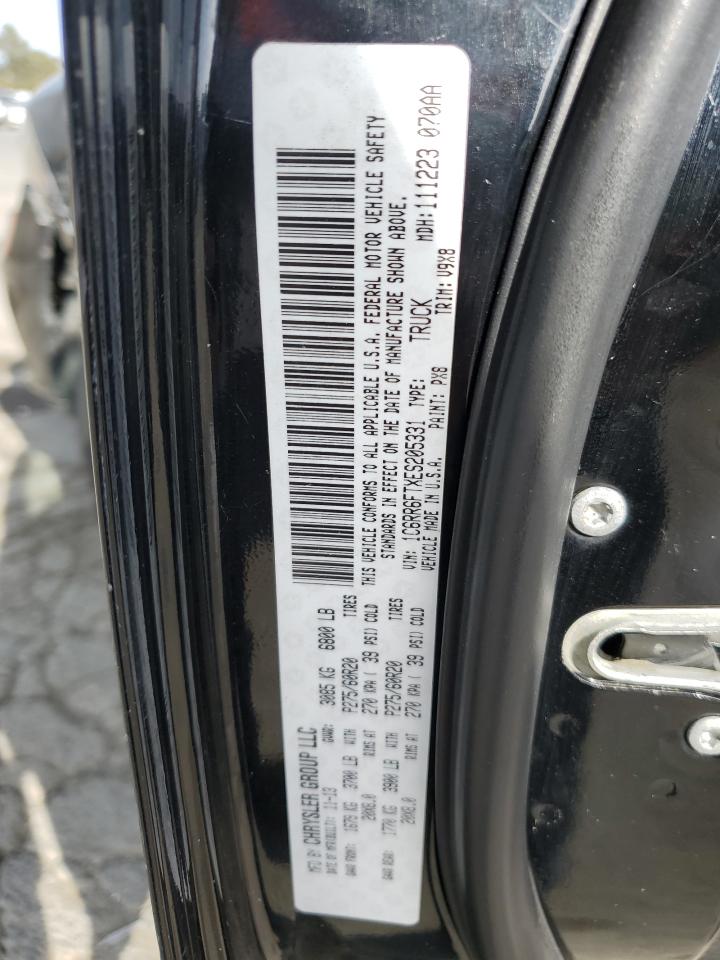 MFD BY: CHRYSLER GROUP LLC
DATE OF MFR(BUILT): 11-13 GVWR: 3085 KG 6800 LB
GAWR FRONT: 1678 KG 3700 LB WITH P275/60R20 TIRES
20X8.0 RIMS AT 270 KPA ( 39 PSI) COLD
GAWR REAR: 1770 KG 3900 LB WITH P275/60R20 TIRES
20X8.0 RIMS AT 270 KPA ( 39 PSI) COLD
THIS VEHICLE CONFORMS TO ALL APPLICABLE U.S.A. FEDERAL MOTOR VEHICLE SAFETY
STANDARDS IN EFFECT ON THE DATE OF MANUFACTURE SHOWN ABOVE.
VIN: 1C6RR6FTXES205331 TYPE: TRUCK MDH: 111223 070AA
VEHICLE MADE IN U.S.A. PAINT: PX8 TRIM: V9X8